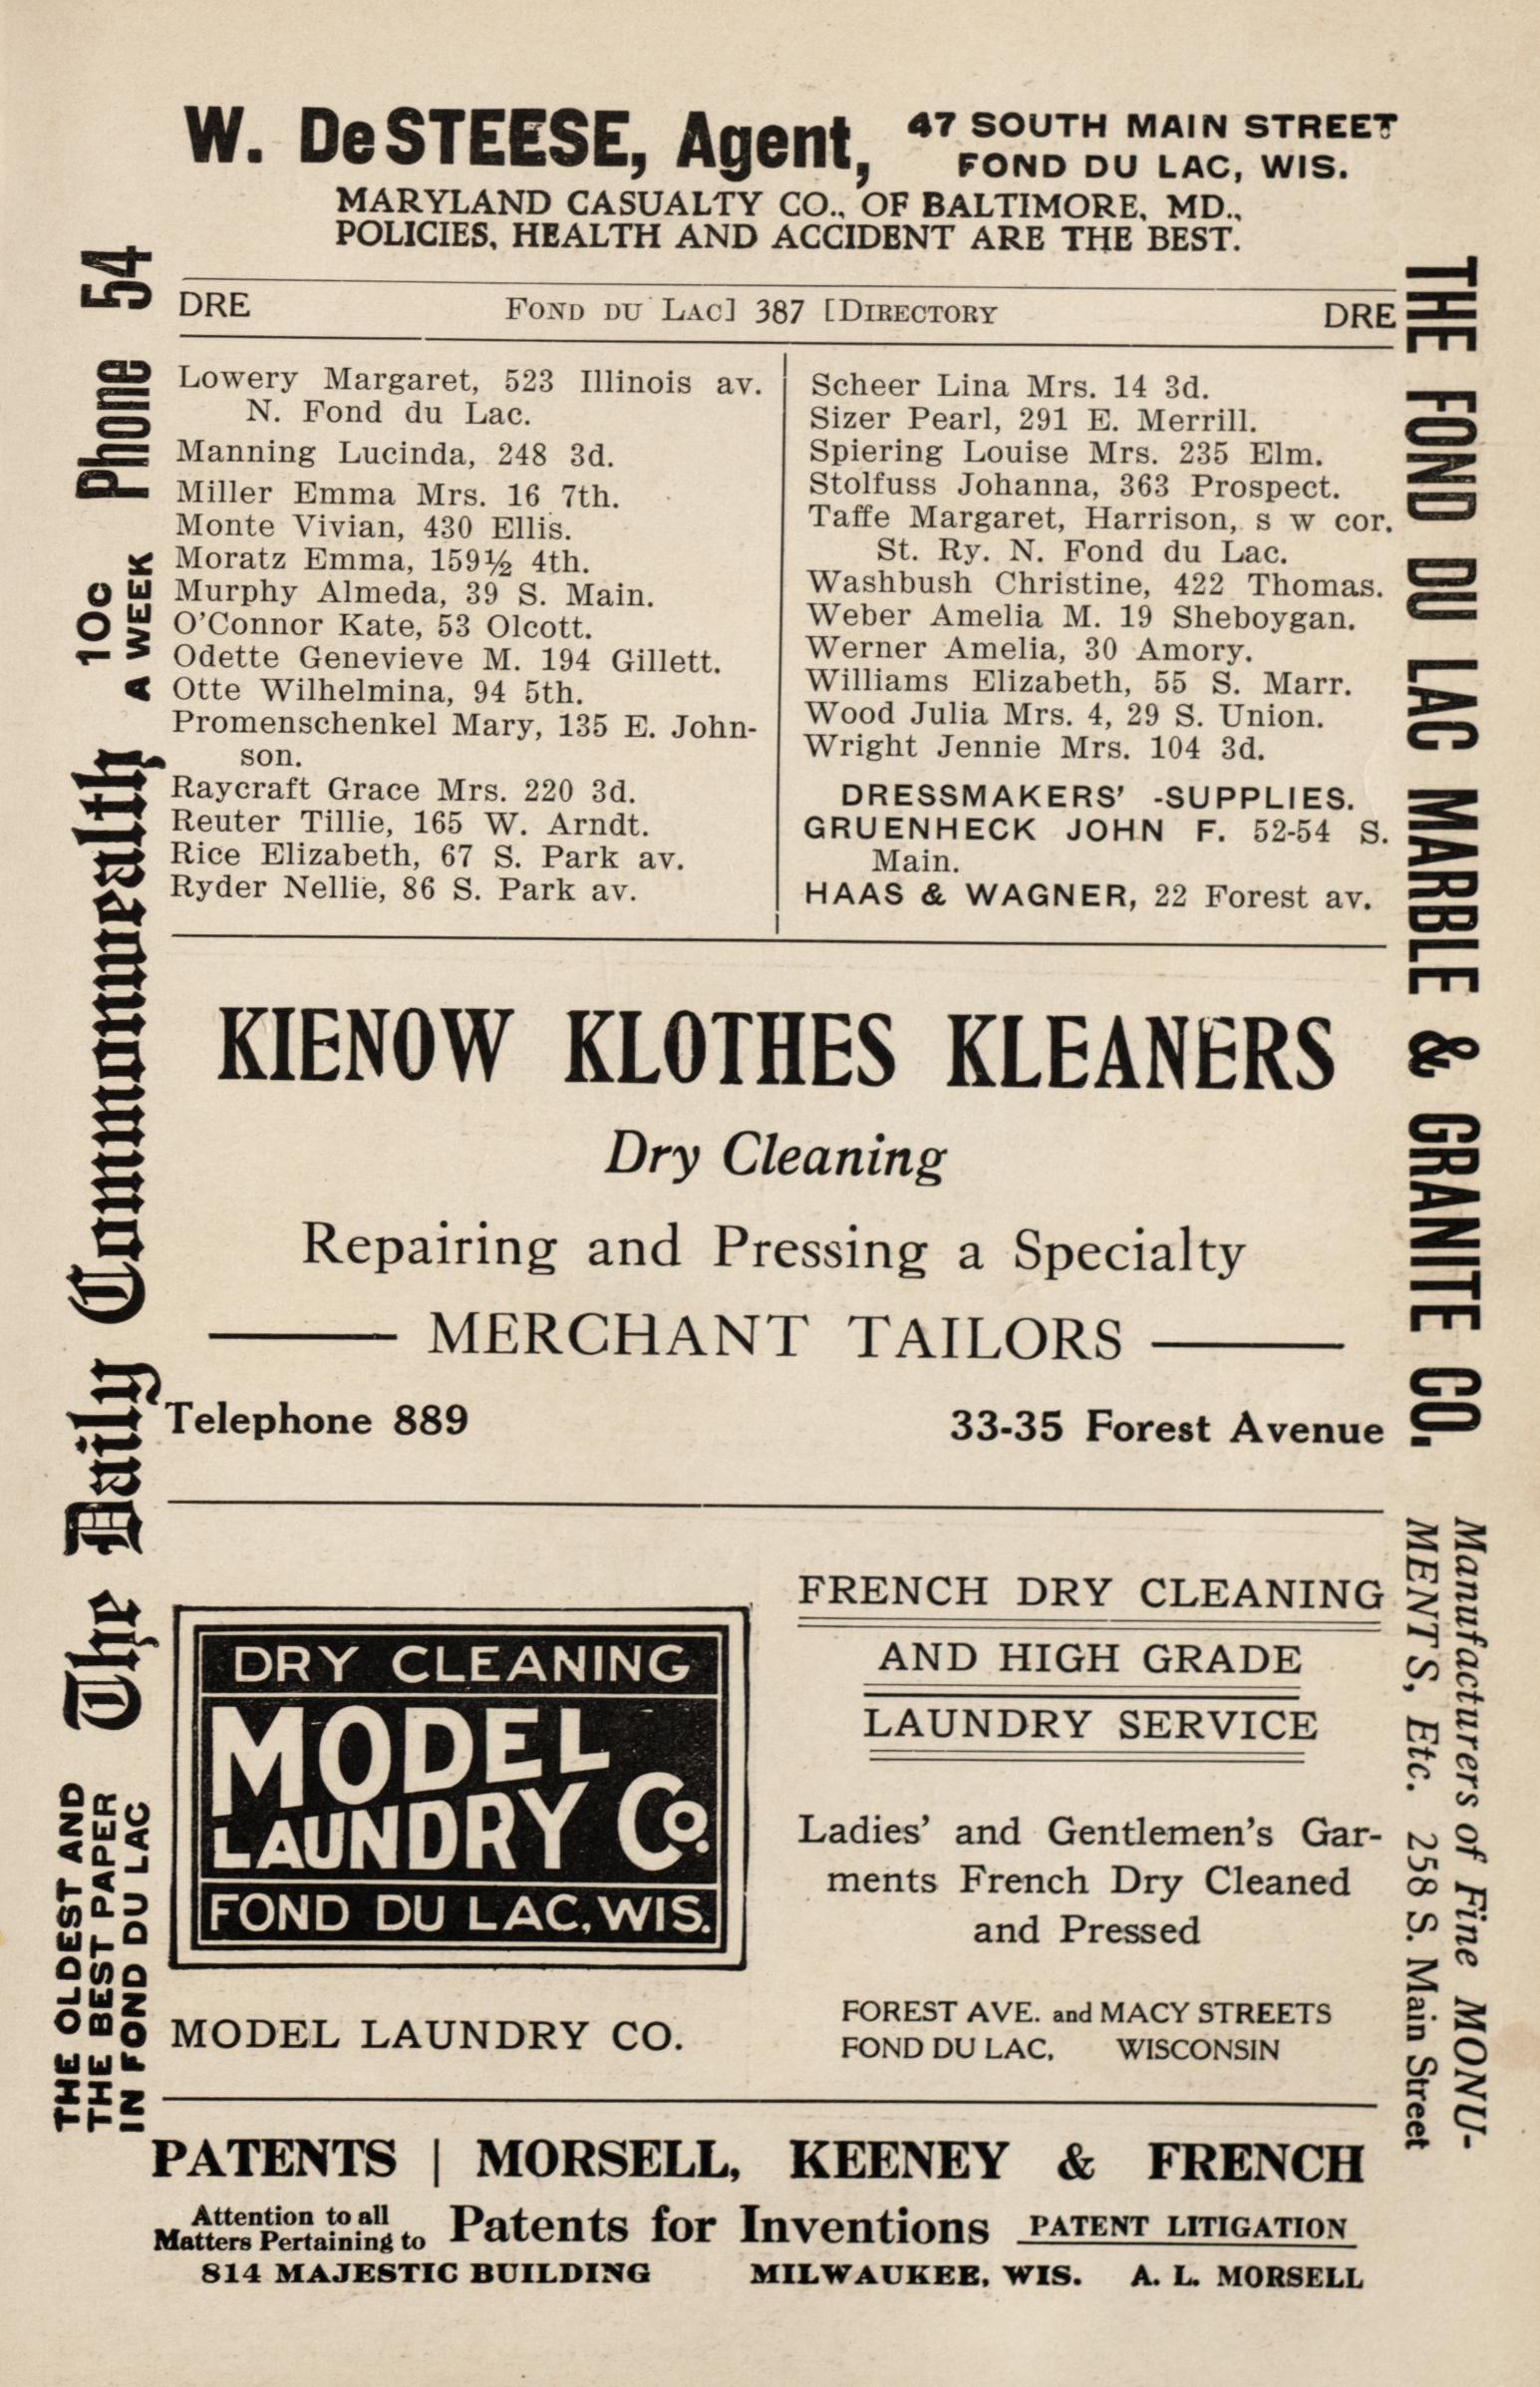 W. DeSTEESE, Agent, 47 SOUTH MAIN STREET
FOND DU LAC, WIS.
MARYLAND CASUALTY CO., OF BALTIMORE, MD.,
POLICIES, HEALTH AND ACCIDENT ARE THE BEST.
DRE FOND DU LAC] 387 [DIRECTORY DRE
Lowery Margaret, 523 Illinois av.
N. Fond du Lac.
Manning Lucinda, 248 3d.
Miller Emma Mrs. 16 7th.
Monte Vivian, 430 Ellis.
Moratz Emma, 159½ 4th.
Murphy Almeda, 39 S. Main.
O'Connor Kate, 53 Olcott.
Odette Genevieve M. 194 Gillett.
Otte Wilhelmina, 94 5th.
Promenschenkel Mary, 135 E. John-
son.
Raycraft Grace Mrs. 220 3d.
Reuter Tillie, 165 W. Arndt.
Rice Elizabeth, 67 S. Park av.
Ryder Nellie, 86 S. Park av.
Scheer Lina Mrs. 14 3d.
Sizer Pearl, 291 E. Merrill.
Spiering Louise Mrs. 235 Elm.
Stolfuss Johanna, 363 Prospect.
Taffe Margaret, Harrison, s w cor.
St. Ry. N. Fond du Lac.
Washbush Christine, 422 Thomas.
Weber Amelia M. 19 Sheboygan.
Werner Amelia, 30 Amory.
Williams Elizabeth, 55 S. Marr.
Wood Julia Mrs. 4, 29 S. Union.
Wright Jennie Mrs. 104 3d.
DRESSMAKERS' -SUPPLIES.
GRUENHECK JOHN F. 52-54 S.
Main.
HAAS & WAGNER, 22 Forest av.
KIENOW KLOTHES KLEANERS
Dry Cleaning
Repairing and Pressing a Specialty
MERCHANT TAILORS
Telephone 889 33-35 Forest Avenue
DRY CLEANING
MODEL
LAUNDRY Co.
FOND DU LAC, WIS.
MODEL LAUNDRY CO.
FRENCH DRY CLEANING
AND HIGH GRADE
LAUNDRY SERVICE
Ladies' and Gentlemen's Gar-
ments French Dry Cleaned
and Pressed
FOREST AVE. and MACY STREETS
FOND DU LAC, WISCONSIN
PATENTS | MORSELL, KEENEY & FRENCH
Attention to all
Matters Pertaining to Patents for Inventions PATENT LITIGATION
814 MAJESTIC BUILDING MILWAUKEE, WIS. A. L. MORSELL
THE OLDEST AND
THE BEST PAPER
IN FOND DU LAC
The Daily Commonwealth
10c
A WEEK
Phone 54
THE FOND DU LAC MARBLE & GRANITE CO.
Manufacturers of Fine MONU-
MENTS, Etc. 258 S. Main Street